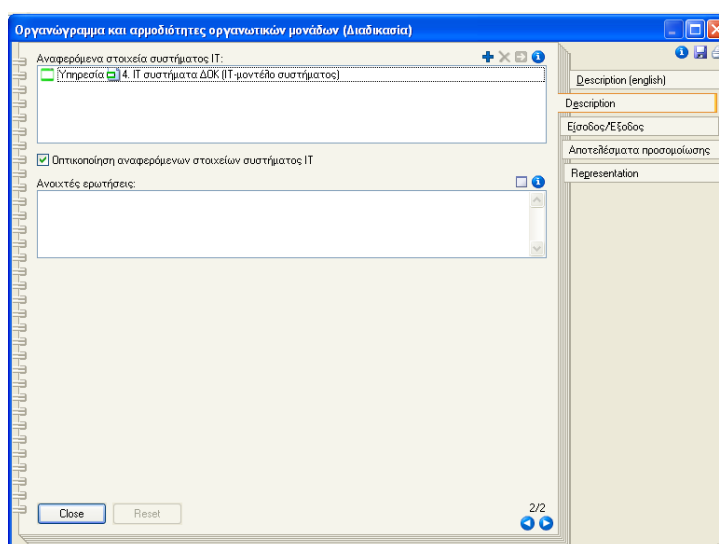 Οργανώγραμμα και αρμοδιότητες οργανωτικών μονάδων (Διαδικασία)
Αναφερόμενα στοιχεία συστήματος IT:
Υπηρεσία 4. IT συστήματα ΔΟΚ (IT-μοντέλο συστήματος)
Οπτικοποίηση αναφερόμενων στοιχείων συστήματος IT
Ανοιχτές ερωτήσεις:
Description (english)
Description
Είσοδος/Έξοδος
Αποτελέσματα προσομοίωσης
Representation
Close
Reset
2/2